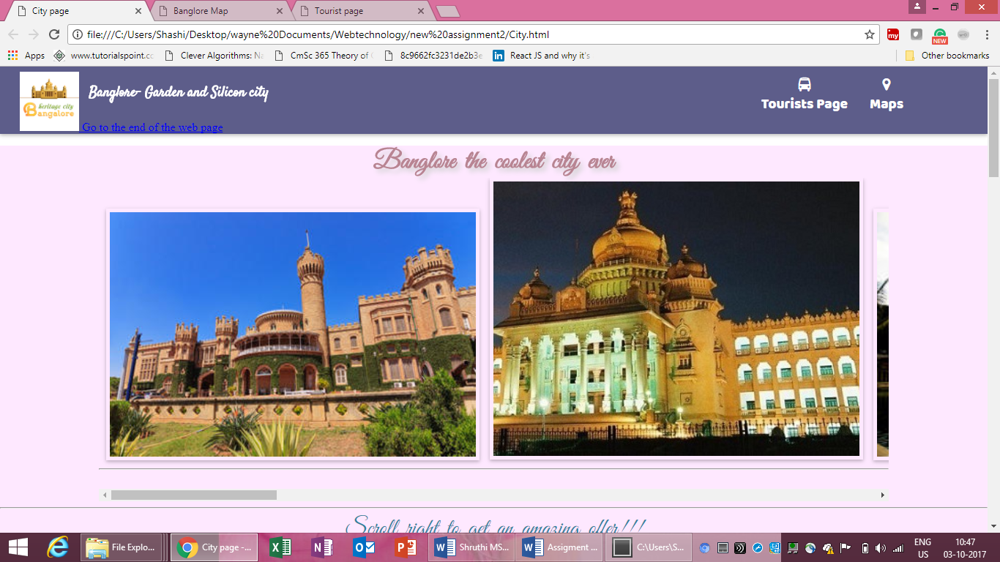 City page
Banglore Map
Tourist page
file:///C:/Users/Shashi/Desktop/wayne%20Documents/Webtechnology/new%20assignment2/City.html
my
NEW
Apps
www.tutorialspoint.c
Clever Algorithms: Na
CmSc 365 Theory of
8c9662fc3231de2b3e
in
React JS and why it's
Other bookmarks
heritage city
Bangalore
Banglore- Garden and Silicon city
Go to the end of the web page
Tourists Page
Maps
Banglore the coolest city ever
Scroll right to get an amazing offer!!!
File Explo...
City page -...
Shruthi MS...
Assigment ...
C:\Users\S...
ENG
US
10:47
03-10-2017